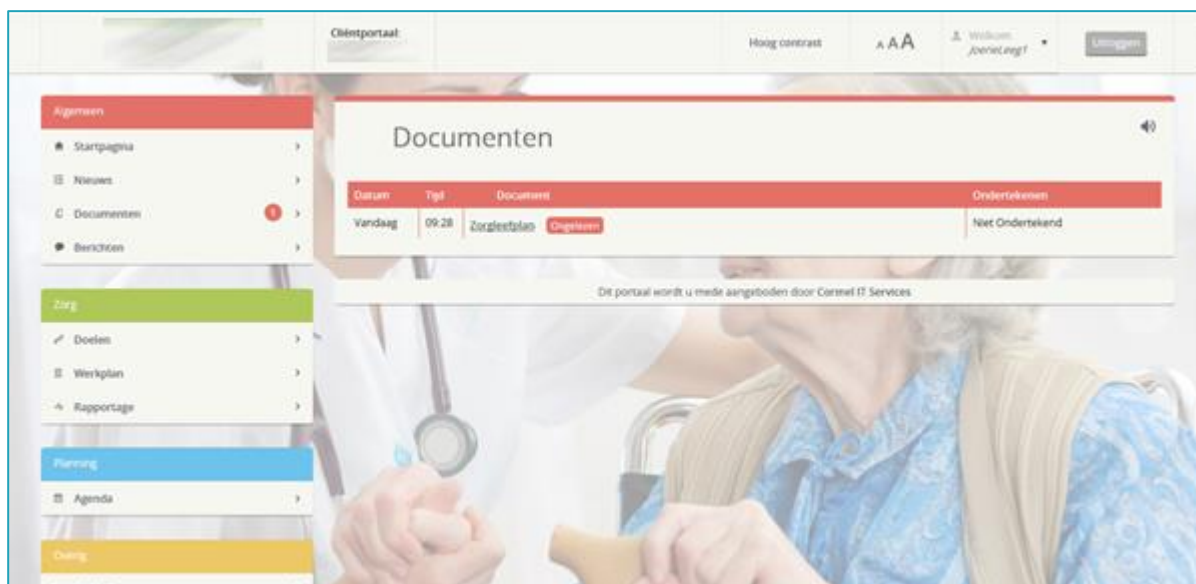 Cliëntportaal:
Hoog contrast
A A A
Welkom
JoerieLeeg1
Uitloggen
Algemeen
Startpagina
Nieuws
Documenten 1
Berichten
Zorg
Doelen
Werkplan
Rapportage
Planning
Agenda
Overig
Documenten
Datum Tijd Document Ondertekenen
Vandaag 09:28 Zorgleefplan Ongelezen Niet Ondertekend
Dit portaal wordt u mede aangeboden door Cormel IT Services